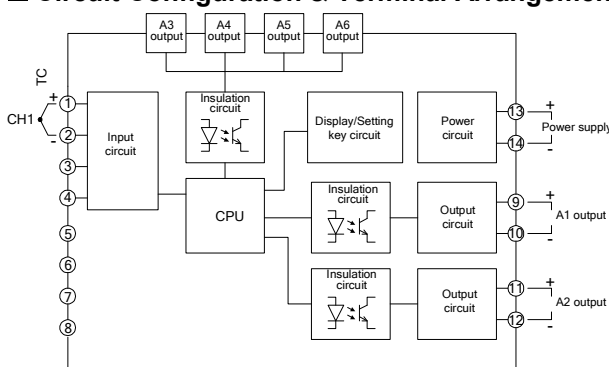 ■ Circuit Configuration & Terminal Arrangement
A3 output
A4 output
A5 output
A6 output
TC
CH1
+
-
1
2
3
4
5
6
7
8
Input circuit
Insulation circuit
CPU
Display/Setting key circuit
Power circuit
13
14
+
-
Power supply
Insulation circuit
Output circuit
9
10
+
-
A1 output
Insulation circuit
Output circuit
11
12
+
-
A2 output